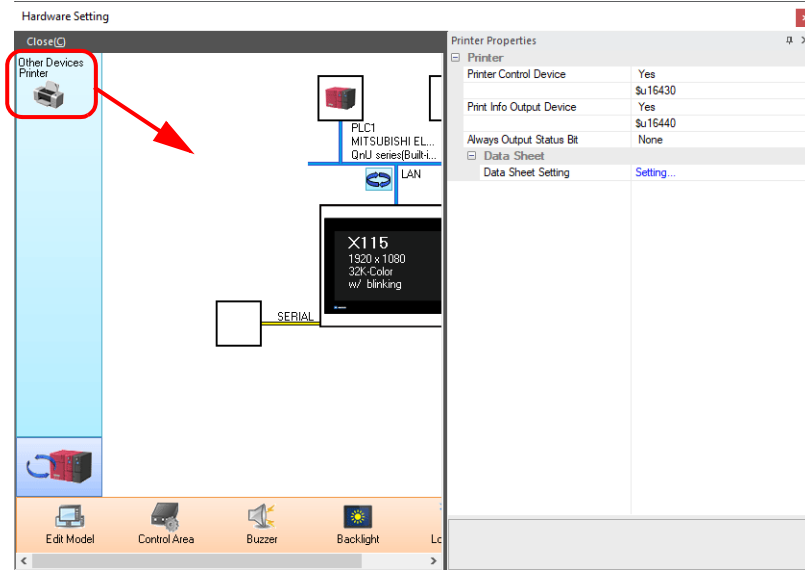 Hardware Setting
Close(C)
Other Devices
Printer
PLC1
MITSUBISHI EL...
QnU series(Built-i...
LAN
X115
1920 x 1080
32K-Color
w/ blinking
SERIAL
Edit Model
Control Area
Buzzer
Backlight
Lo
Printer Properties
Printer
Printer Control Device Yes
$u16430
Print Info Output Device Yes
$u16440
Always Output Status Bit None
Data Sheet
Data Sheet Setting Setting...